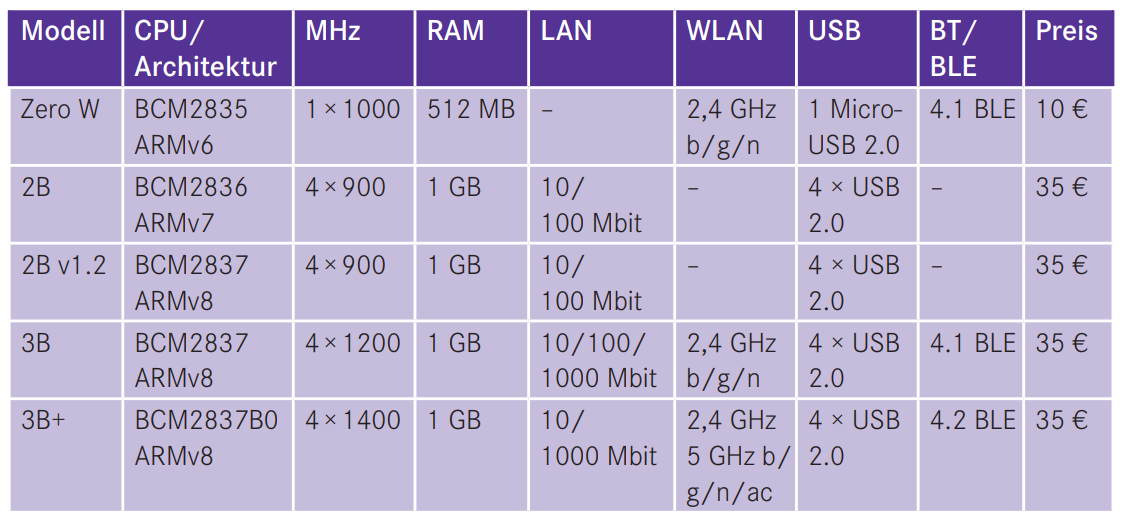 Modell CPU/ MHz RAM LAN WLAN USB BT/ Preis
Architektur BLE
Zero W BCM2835 1 × 1000 512 MB – 2,4 GHz 1 Micro- 4.1 BLE 10 €
ARMv6 b/g/n USB 2.0
2B BCM2836 4 × 900 1 GB 10/ – 4 × USB – 35 €
ARMv7 100 Mbit 2.0
2B v1.2 BCM2837 4 × 900 1 GB 10/ – 4 × USB – 35 €
ARMv8 100 Mbit 2.0
3B BCM2837 4 × 1200 1 GB 10/100/ 2,4 GHz 4 × USB 4.1 BLE 35 €
ARMv8 1000 Mbit b/g/n 2.0
3B+ BCM2837B0 4 × 1400 1 GB 10/ 2,4 GHz 4 × USB 4.2 BLE 35 €
ARMv8 1000 Mbit 5 GHz b/ 2.0
g/n/ac